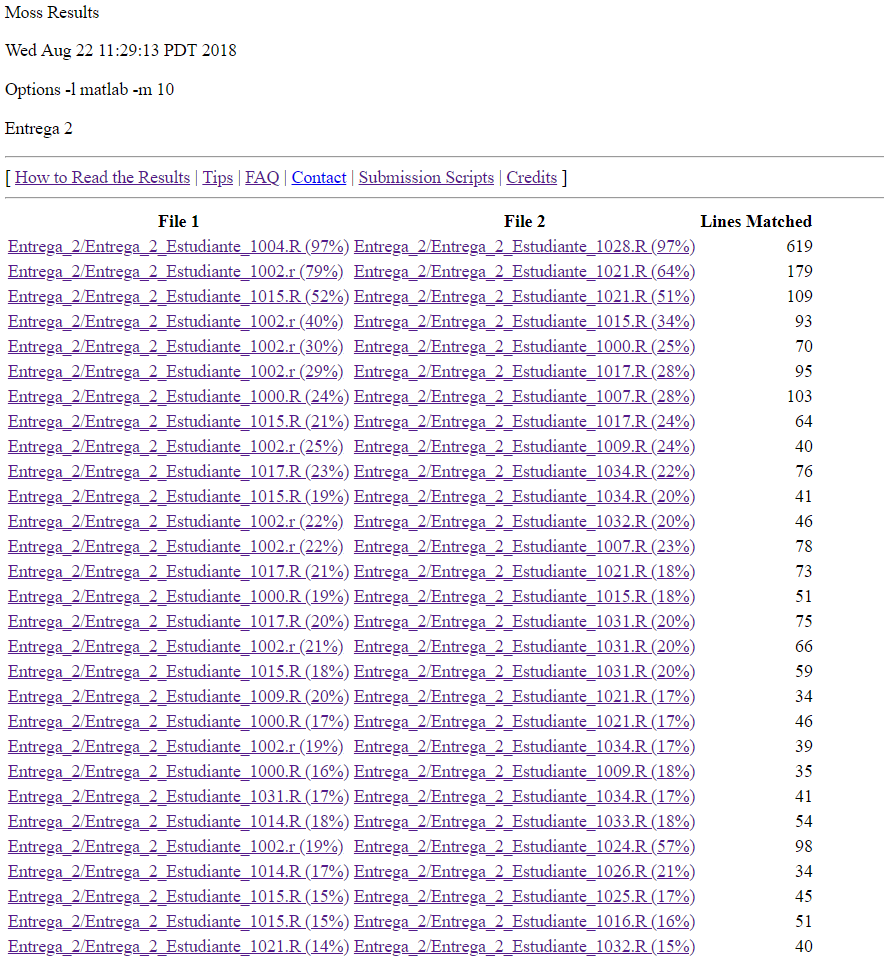 Moss Results
Wed Aug 22 11:29:13 PDT 2018
Options -l matlab -m 10
Entrega 2
[ How to Read the Results | Tips | FAQ | Contact | Submission Scripts | Credits ]
File 1 File 2 Lines Matched
Entrega_2/Entrega_2_Estudiante_1004.R (97%) Entrega_2/Entrega_2_Estudiante_1028.R (97%) 619
Entrega_2/Entrega_2_Estudiante_1002.r (79%) Entrega_2/Entrega_2_Estudiante_1021.R (64%) 179
Entrega_2/Entrega_2_Estudiante_1015.R (52%) Entrega_2/Entrega_2_Estudiante_1021.R (51%) 109
Entrega_2/Entrega_2_Estudiante_1002.r (40%) Entrega_2/Entrega_2_Estudiante_1015.R (34%) 93
Entrega_2/Entrega_2_Estudiante_1002.r (30%) Entrega_2/Entrega_2_Estudiante_1000.R (25%) 70
Entrega_2/Entrega_2_Estudiante_1002.r (29%) Entrega_2/Entrega_2_Estudiante_1017.R (28%) 95
Entrega_2/Entrega_2_Estudiante_1000.R (24%) Entrega_2/Entrega_2_Estudiante_1007.R (28%) 103
Entrega_2/Entrega_2_Estudiante_1015.R (21%) Entrega_2/Entrega_2_Estudiante_1017.R (24%) 64
Entrega_2/Entrega_2_Estudiante_1002.r (25%) Entrega_2/Entrega_2_Estudiante_1009.R (24%) 40
Entrega_2/Entrega_2_Estudiante_1017.R (23%) Entrega_2/Entrega_2_Estudiante_1034.R (22%) 76
Entrega_2/Entrega_2_Estudiante_1015.R (19%) Entrega_2/Entrega_2_Estudiante_1034.R (20%) 41
Entrega_2/Entrega_2_Estudiante_1002.r (22%) Entrega_2/Entrega_2_Estudiante_1032.R (20%) 46
Entrega_2/Entrega_2_Estudiante_1002.r (22%) Entrega_2/Entrega_2_Estudiante_1007.R (23%) 78
Entrega_2/Entrega_2_Estudiante_1017.R (21%) Entrega_2/Entrega_2_Estudiante_1021.R (18%) 73
Entrega_2/Entrega_2_Estudiante_1000.R (19%) Entrega_2/Entrega_2_Estudiante_1015.R (18%) 51
Entrega_2/Entrega_2_Estudiante_1017.R (20%) Entrega_2/Entrega_2_Estudiante_1031.R (20%) 75
Entrega_2/Entrega_2_Estudiante_1002.r (21%) Entrega_2/Entrega_2_Estudiante_1031.R (20%) 66
Entrega_2/Entrega_2_Estudiante_1015.R (18%) Entrega_2/Entrega_2_Estudiante_1031.R (20%) 59
Entrega_2/Entrega_2_Estudiante_1009.R (20%) Entrega_2/Entrega_2_Estudiante_1021.R (17%) 34
Entrega_2/Entrega_2_Estudiante_1000.R (17%) Entrega_2/Entrega_2_Estudiante_1021.R (17%) 46
Entrega_2/Entrega_2_Estudiante_1002.r (19%) Entrega_2/Entrega_2_Estudiante_1034.R (17%) 39
Entrega_2/Entrega_2_Estudiante_1000.R (16%) Entrega_2/Entrega_2_Estudiante_1009.R (18%) 35
Entrega_2/Entrega_2_Estudiante_1031.R (17%) Entrega_2/Entrega_2_Estudiante_1034.R (17%) 41
Entrega_2/Entrega_2_Estudiante_1014.R (18%) Entrega_2/Entrega_2_Estudiante_1033.R (18%) 54
Entrega_2/Entrega_2_Estudiante_1002.r (19%) Entrega_2/Entrega_2_Estudiante_1024.R (57%) 98
Entrega_2/Entrega_2_Estudiante_1014.R (17%) Entrega_2/Entrega_2_Estudiante_1026.R (21%) 34
Entrega_2/Entrega_2_Estudiante_1015.R (15%) Entrega_2/Entrega_2_Estudiante_1025.R (17%) 45
Entrega_2/Entrega_2_Estudiante_1015.R (15%) Entrega_2/Entrega_2_Estudiante_1016.R (16%) 51
Entrega_2/Entrega_2_Estudiante_1021.R (14%) Entrega_2/Entrega_2_Estudiante_1032.R (15%) 40